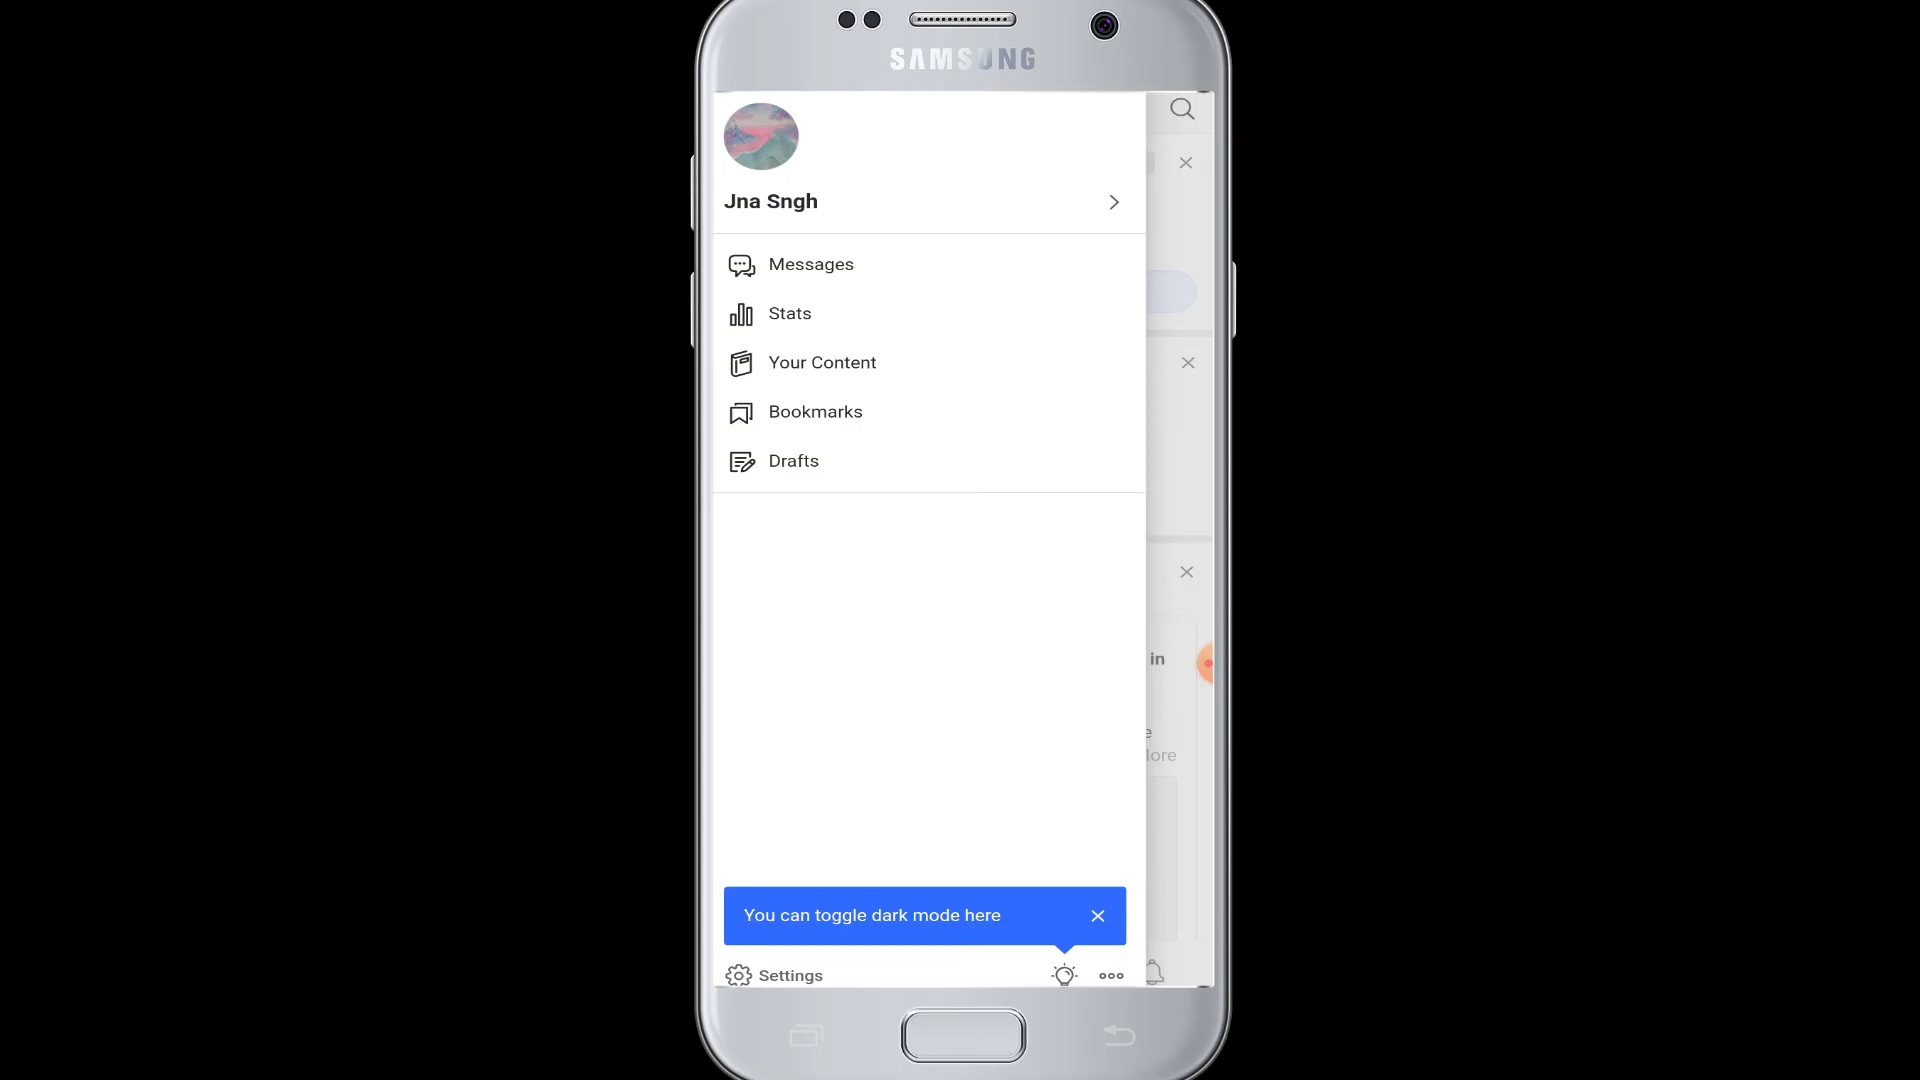 SAMSUNG
Jna Sngh
Messages
Stats
Your Content
Bookmarks
Drafts
in
You can toggle dark mode here
Settings